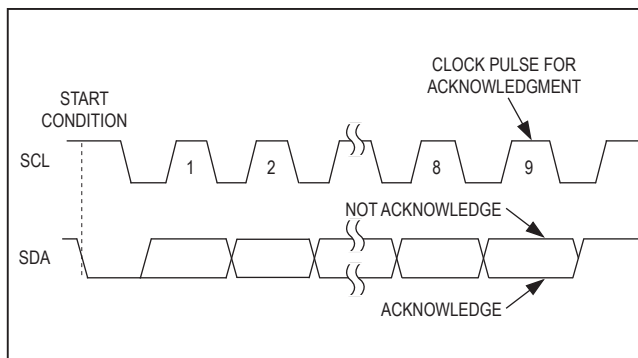 CLOCK PULSE FOR
ACKNOWLEDGMENT
START
CONDITION
SCL
1
2
8
9
NOT ACKNOWLEDGE
SDA
ACKNOWLEDGE